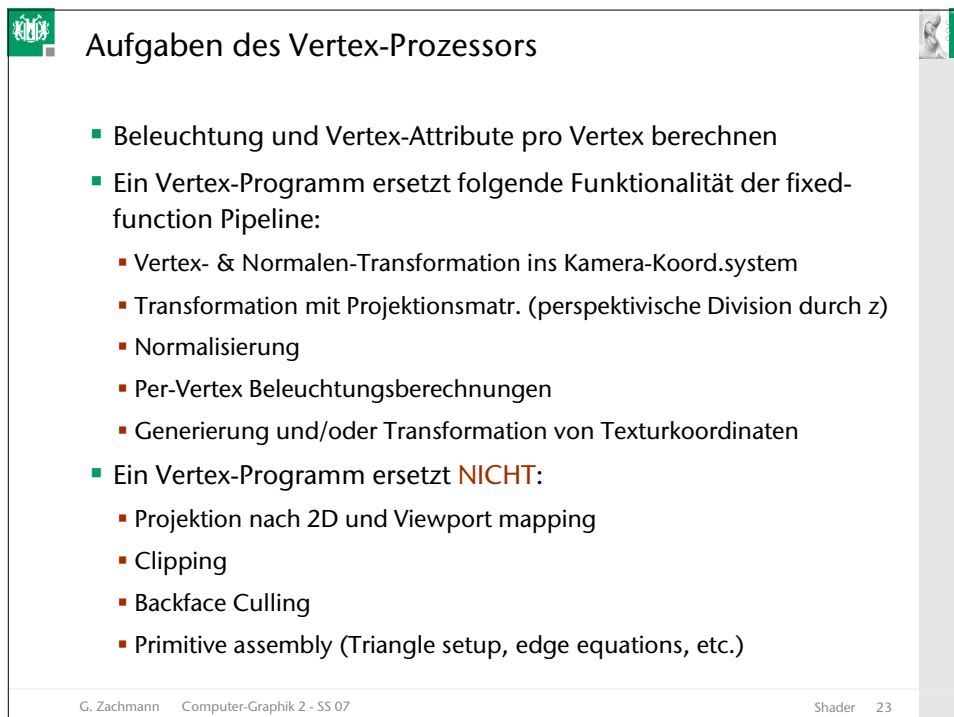 Aufgaben des Vertex-Prozessors
Beleuchtung und Vertex-Attribute pro Vertex berechnen
Ein Vertex-Programm ersetzt folgende Funktionalität der fixed-
function Pipeline:
Vertex- & Normalen-Transformation ins Kamera-Koord.system
Transformation mit Projektionsmatr. (perspektivische Division durch z)
Normalisierung
Per-Vertex Beleuchtungsberechnungen
Generierung und/oder Transformation von Texturkoordinaten
Ein Vertex-Programm ersetzt NICHT:
Projektion nach 2D und Viewport mapping
Clipping
Backface Culling
Primitive assembly (Triangle setup, edge equations, etc.)
G. Zachmann Computer-Graphik 2 - SS 07 Shader 23